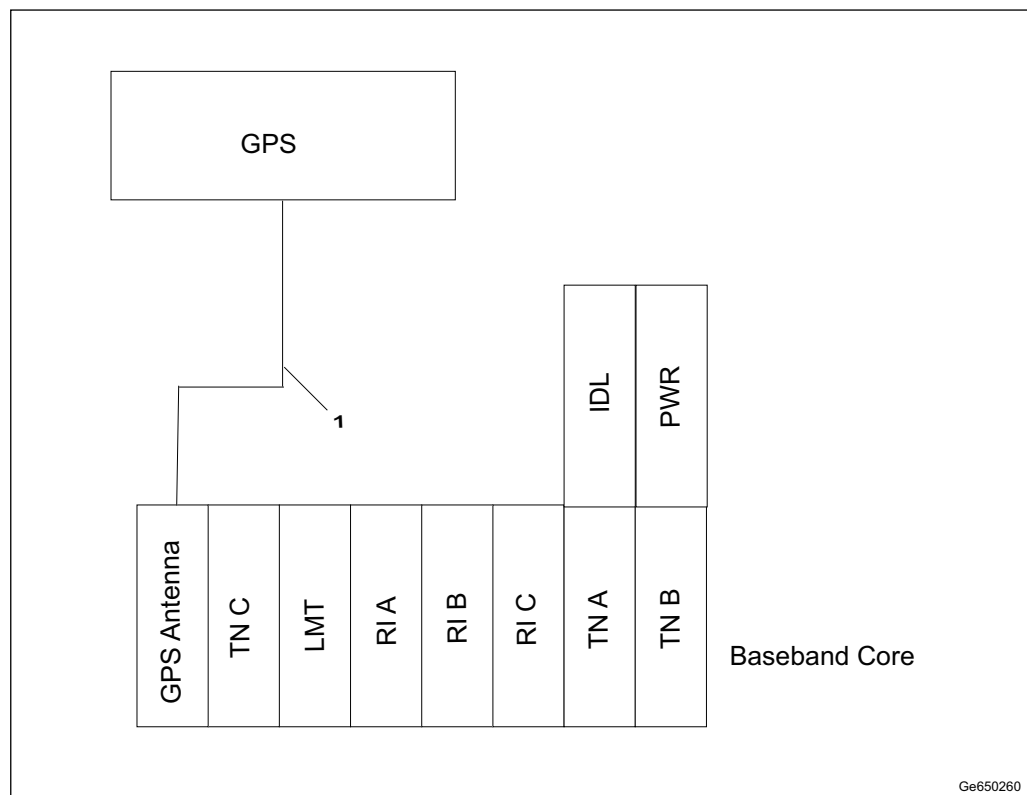 GPS
1
IDL
PWR
GPS Antenna
TN C
LMT
RI A
RI B
RI C
TN A
TN B
Baseband Core
Ge650260